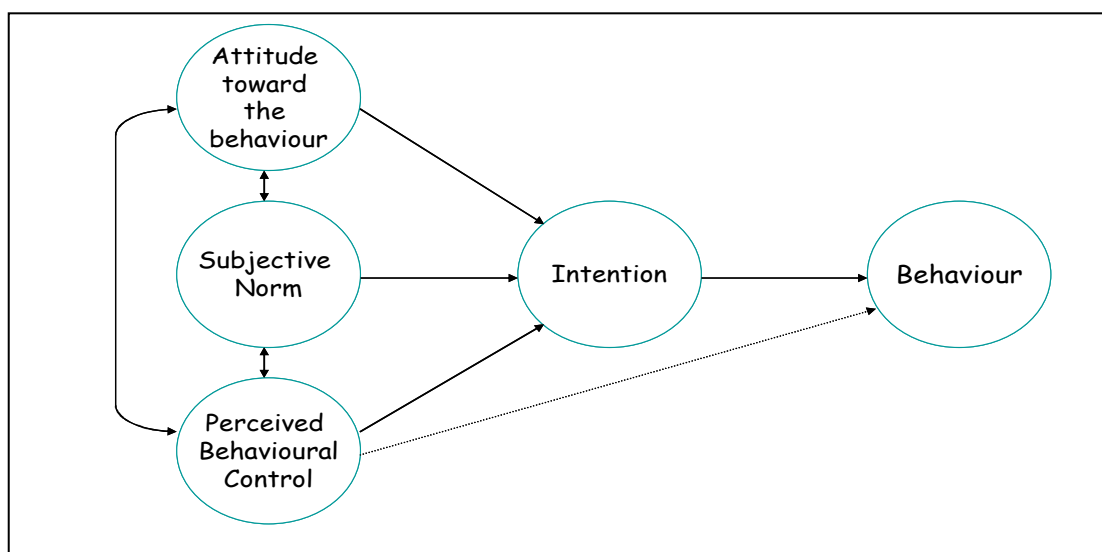 Attitude
toward
the
behaviour
Subjective
Norm
Intention
Behaviour
Perceived
Behavioural
Control